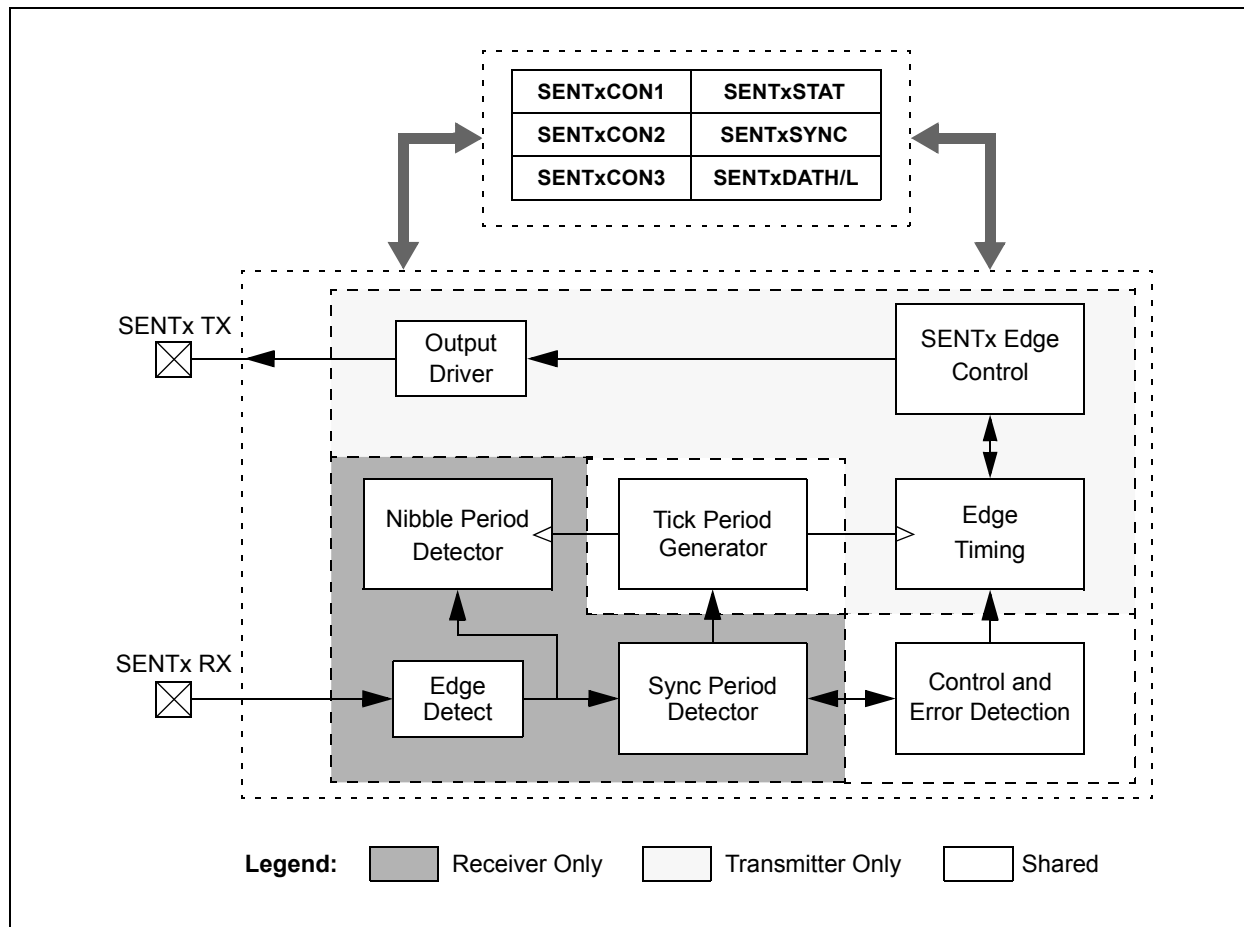 SENTxCON1 SENTxSTAT
SENTxCON2 SENTxSYNC
SENTxCON3 SENTxDATH/L
SENTx TX
Output
Driver
SENTx Edge
Control
Nibble Period
Detector
Tick Period
Generator
Edge
Timing
SENTx RX
Edge
Detect
Sync Period
Detector
Control and
Error Detection
Legend: Receiver Only Transmitter Only Shared